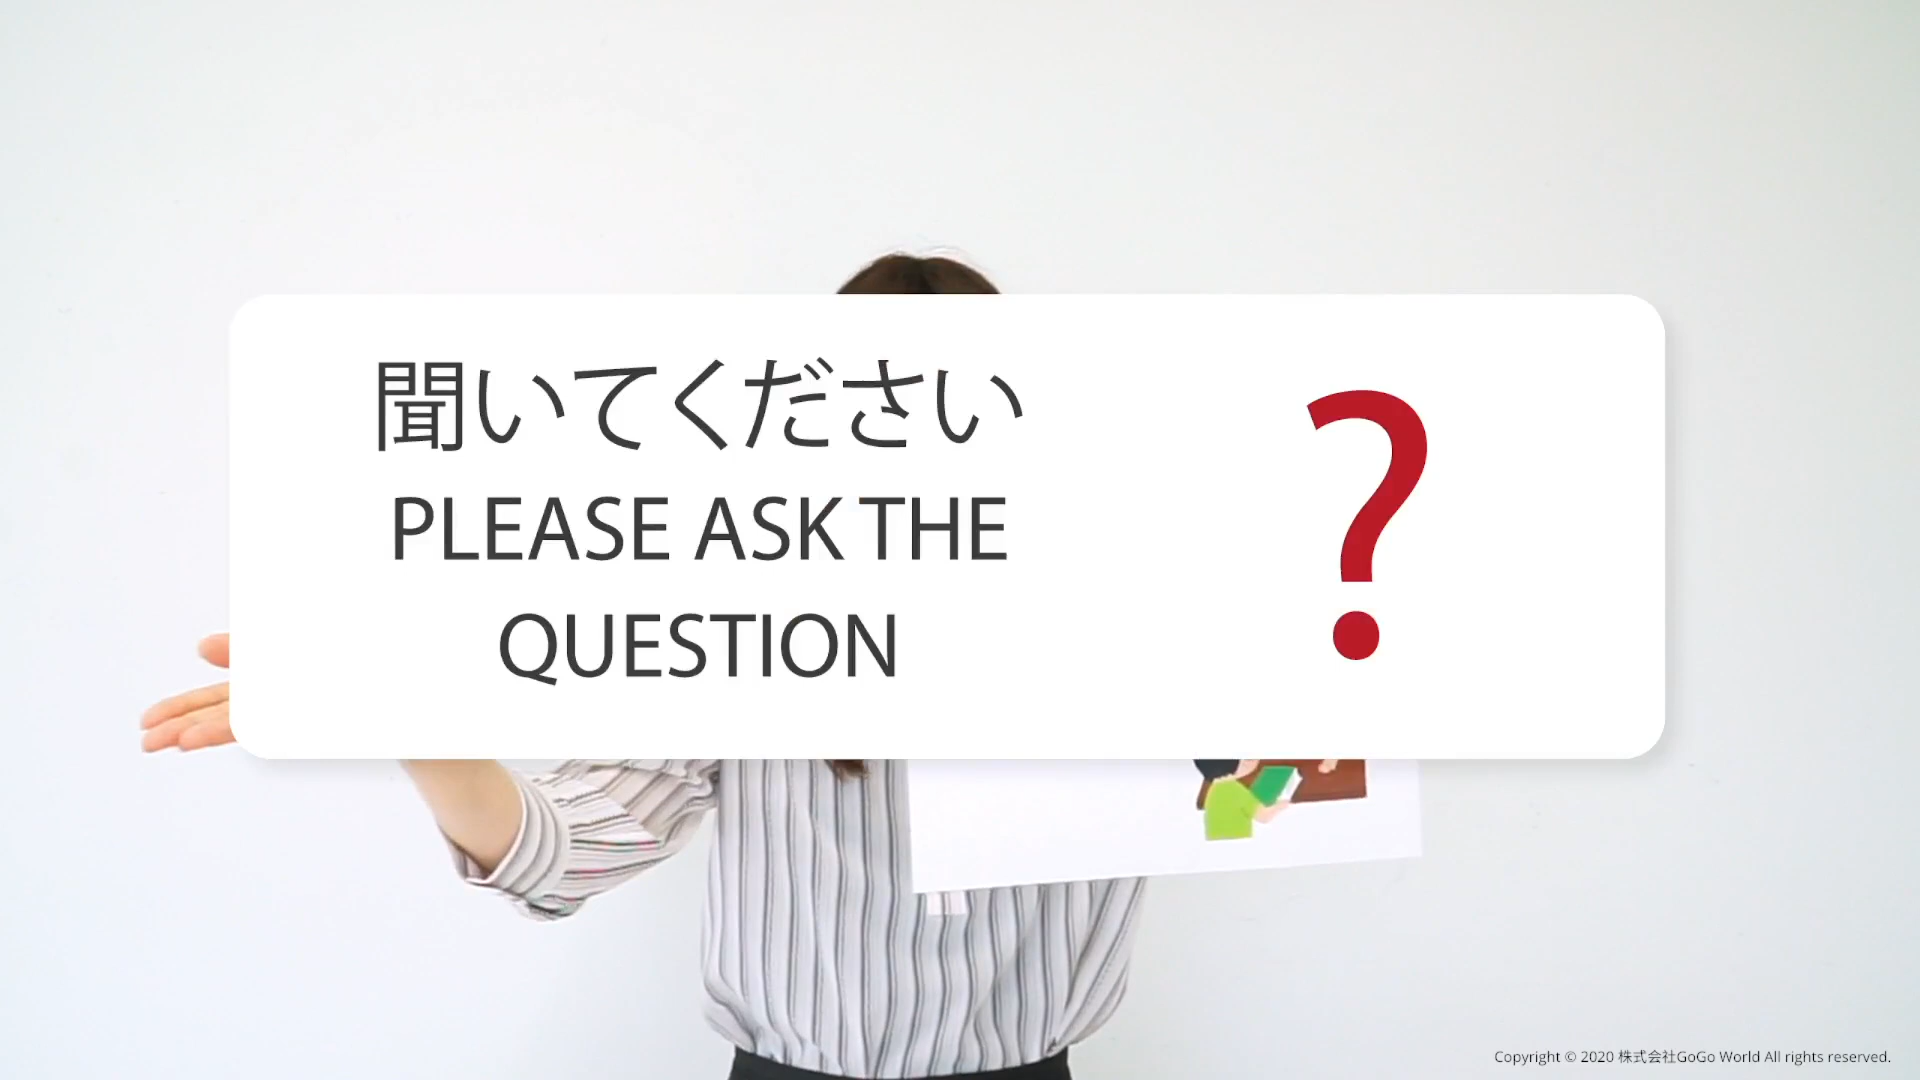 聞いてください
PLEASE ASK THE
QUESTION
?
Copyright © 2020 株式会社GoGo World All rights reserved.